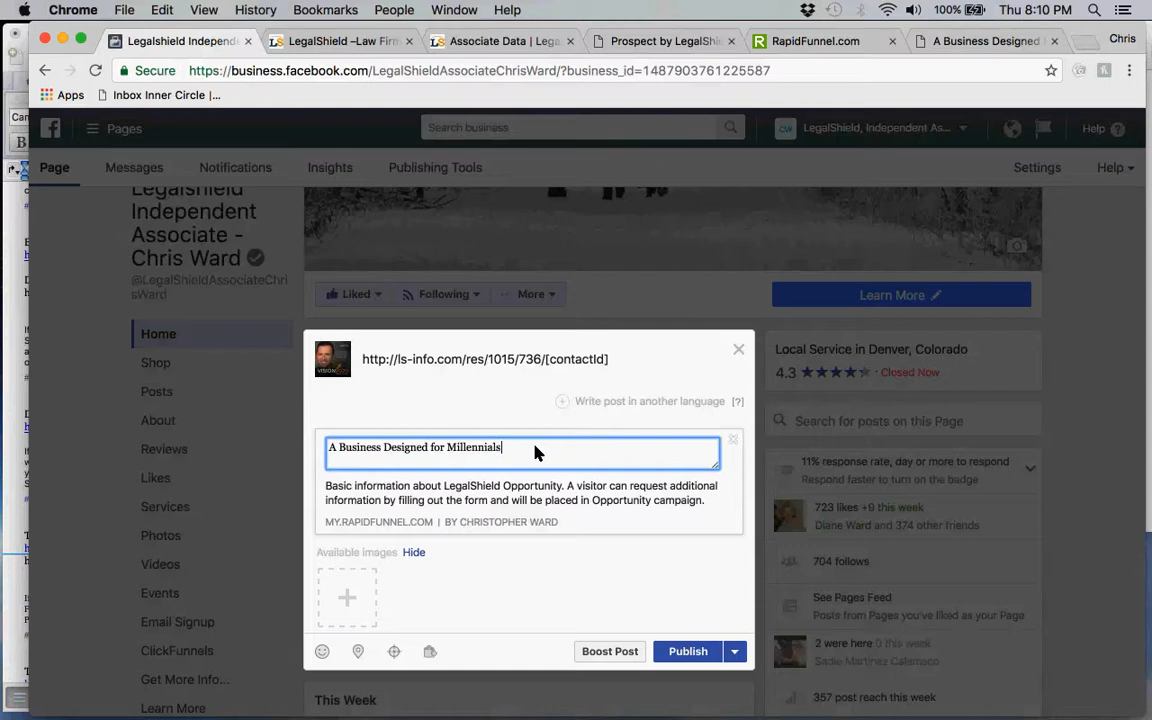 Chrome File Edit View History Bookmarks People Window Help 100% Thu 8:10 PM
Legalshield Independen LegalShield –Law Firm Associate Data | Lega Prospect by LegalShie RapidFunnel.com A Business Designed Chris
Secure https://business.facebook.com/LegalShieldAssociateChrisWard/?business_id=1487903761225587
Apps Inbox Inner Circle |...
Pages Search business CW LegalShield, Independent As... Help
Page Messages Notifications Insights Publishing Tools Settings Help
Legalshield
Independent
Associate -
Chris Ward
@LegalShieldAssociateChri
sWard
Liked Following More Learn More
Home
Shop
Posts
About
Reviews
Likes
Services
Photos
Videos
Events
Email Signup
ClickFunnels
Get More Info...
Learn More
VISION
http://ls-info.com/res/1015/736/[contactId]
Write post in another language [?]
A Business Designed for Millennials
Basic information about LegalShield Opportunity. A visitor can request additional
information by filling out the form and will be placed in Opportunity campaign.
MY.RAPIDFUNNEL.COM | BY CHRISTOPHER WARD
Available images Hide
Boost Post Publish
This Week
Local Service in Denver, Colorado
4.3 Closed Now
Search for posts on this Page
11% response rate, day or more to respond
Respond faster to turn on the badge
723 likes +9 this week
Diane Ward and 374 other friends
704 follows
See Pages Feed
Posts from Pages you've liked as your Page
2 were here 0 this week
Sadie Martinez Calamaco
357 post reach this week